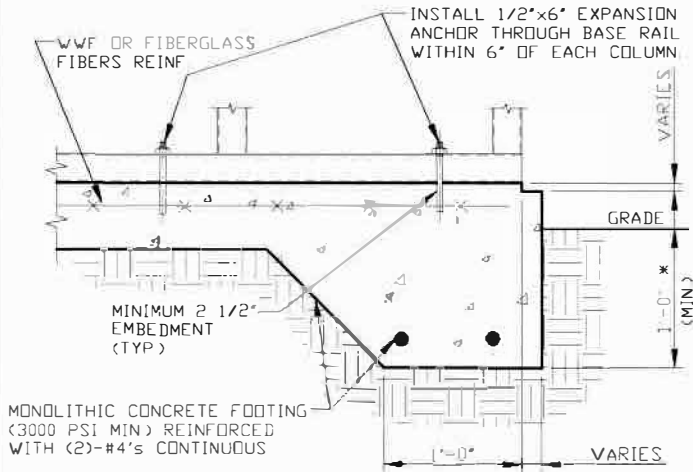 INSTALL 1/2"x6" EXPANSION
ANCHOR THROUGH BASE RAIL
WITHIN 6" OF EACH COLUMN
WWF OR FIBERGLASS
FIBERS REINF
VARIES
GRADE
1'-0" *
(MIN)
MINIMUM 2 1/2"
EMBEDMENT
(TYP)
MONOLITHIC CONCRETE FOOTING
(3000 PSI MIN) REINFORCED
WITH (2)-#4's CONTINUOUS
1'-0"
VARIES